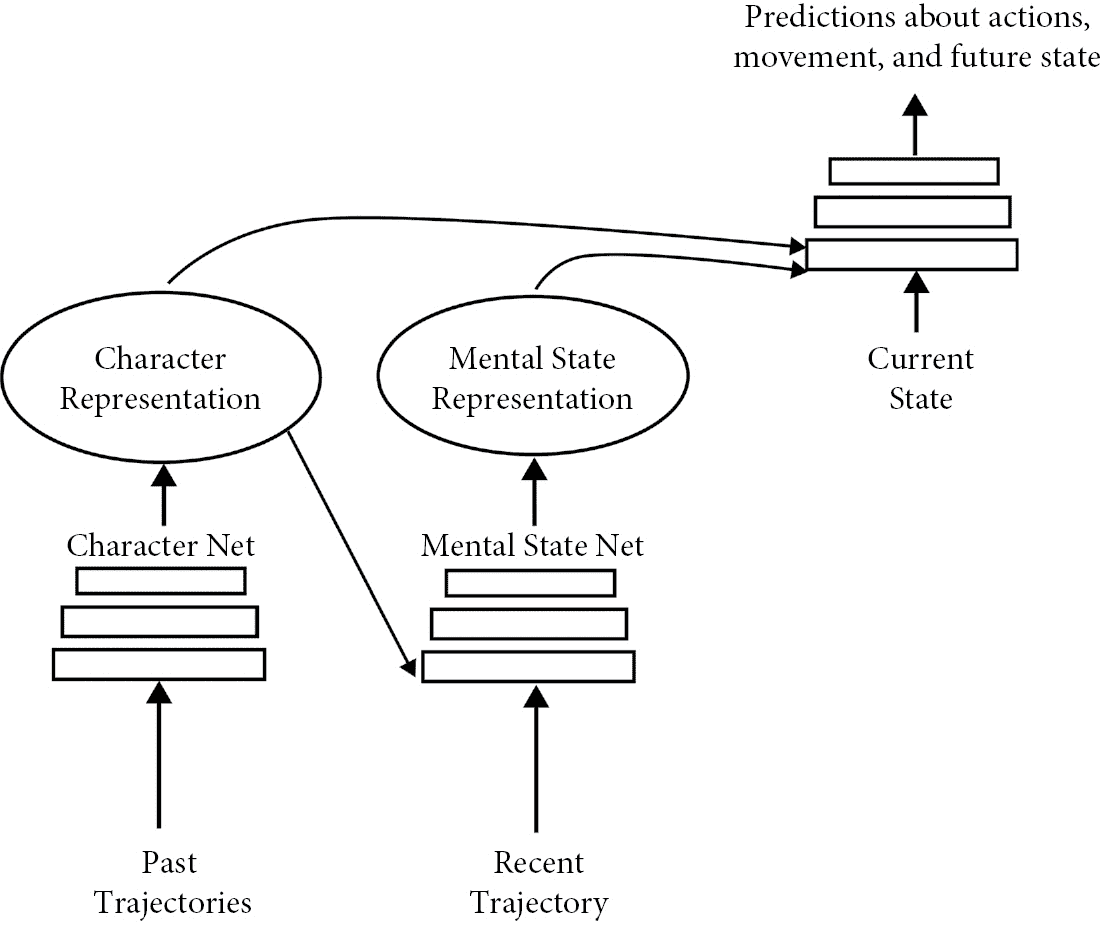 Predictions about actions,
movement, and future state
Character
Representation
Mental State
Representation
Current
State
Character Net
Mental State Net
Past
Trajectories
Recent
Trajectory